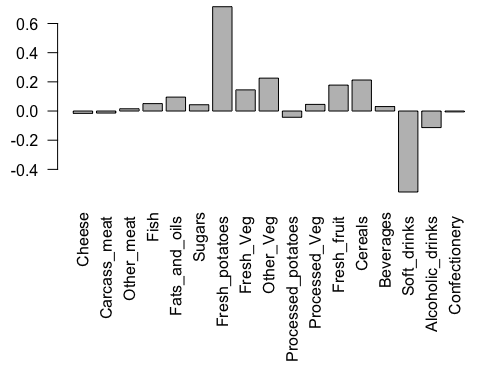 0.6
0.4
0.2
0.0
-0.2
-0.4
Cheese
Carcass_meat
Other_meat
Fish
Fats_and_oils
Sugars
Fresh_potatoes
Fresh_Veg
Other_Veg
Processed_potatoes
Processed_Veg
Fresh_fruit
Cereals
Beverages
Soft_drinks
Alcoholic_drinks
Confectionery